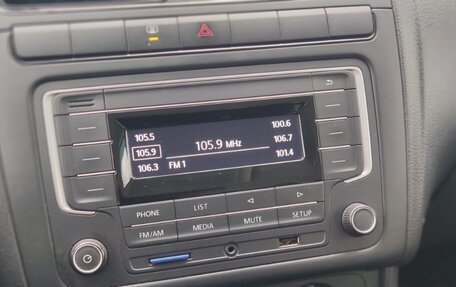 105.5
100.6
105.9
105.9 MHz
106.7
106.3
FM 1
101.4
PHONE
LIST
SETUP
FM/AM
MEDIA
MUTE